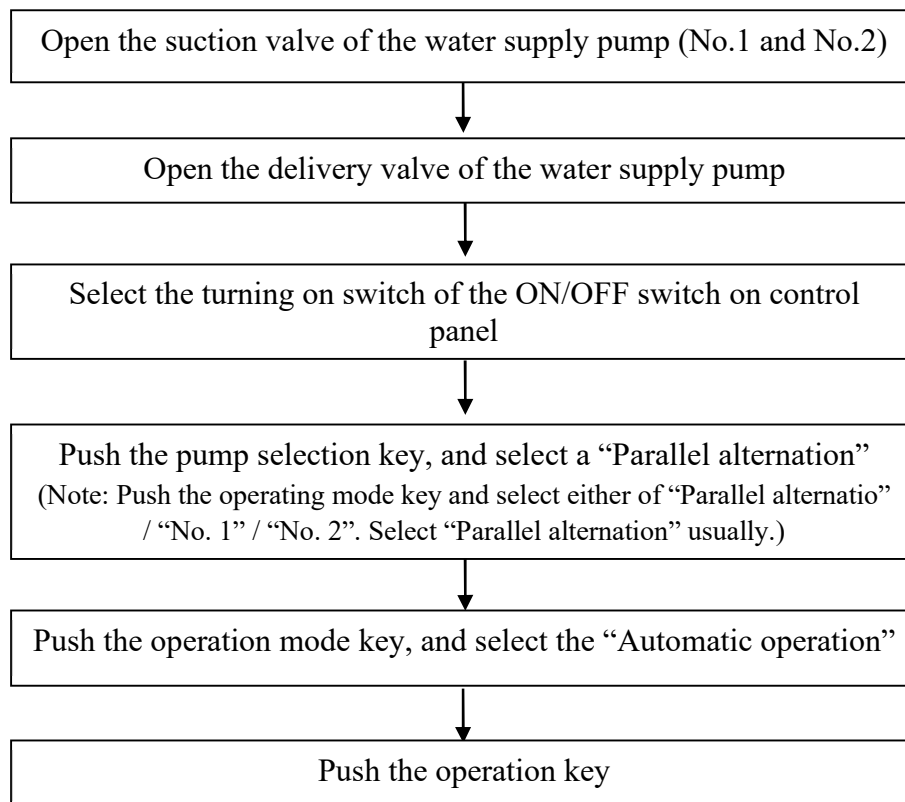 Open the suction valve of the water supply pump (No.1 and No.2)
Open the delivery valve of the water supply pump
Select the turning on switch of the ON/OFF switch on control
panel
Push the pump selection key, and select a “Parallel alternation”
(Note: Push the operating mode key and select either of “Parallel alternatio”
/ “No. 1” / “No. 2”. Select “Parallel alternation” usually.)
Push the operation mode key, and select the “Automatic operation”
Push the operation key